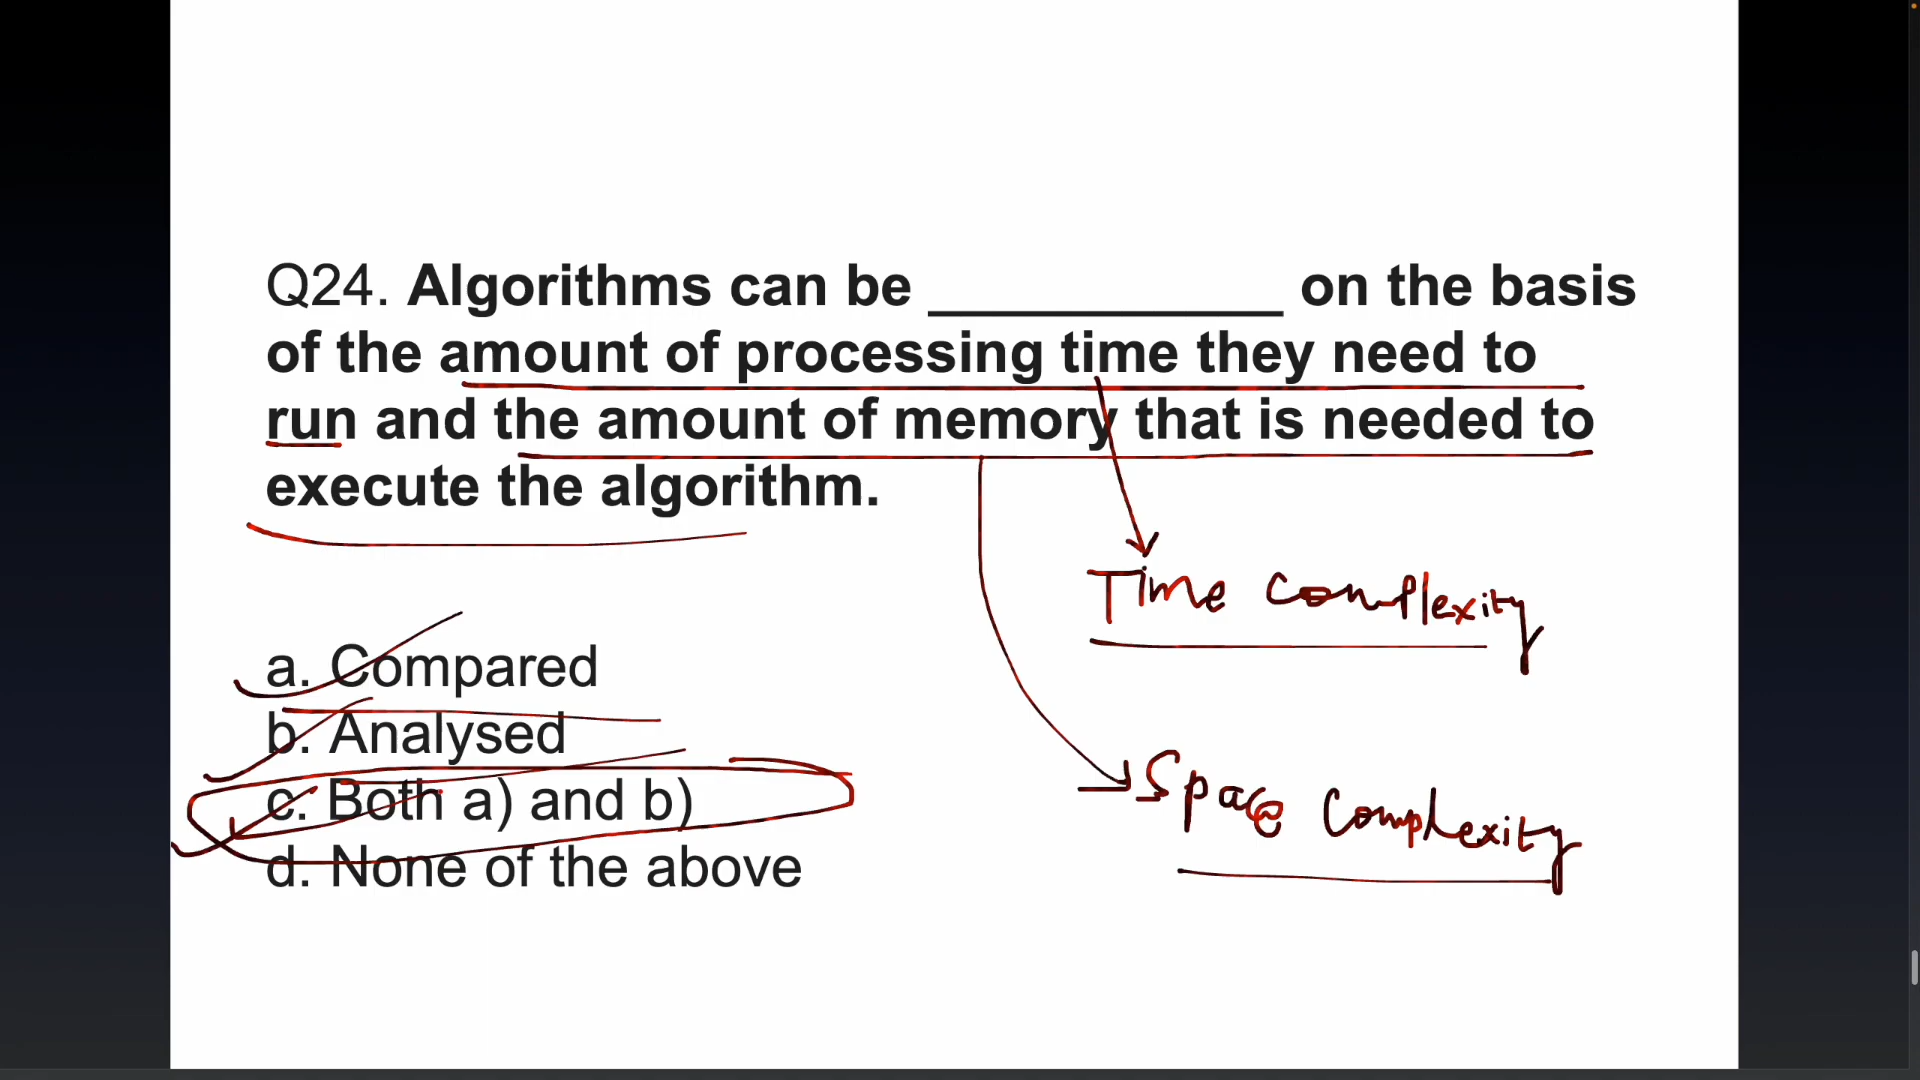 Q24. Algorithms can be ____________ on the basis
of the amount of processing time they need to
run and the amount of memory that is needed to
execute the algorithm.
Time Complexity
a. Compared
b. Analysed
c. Both a) and b)
Space Complexity
d. None of the above